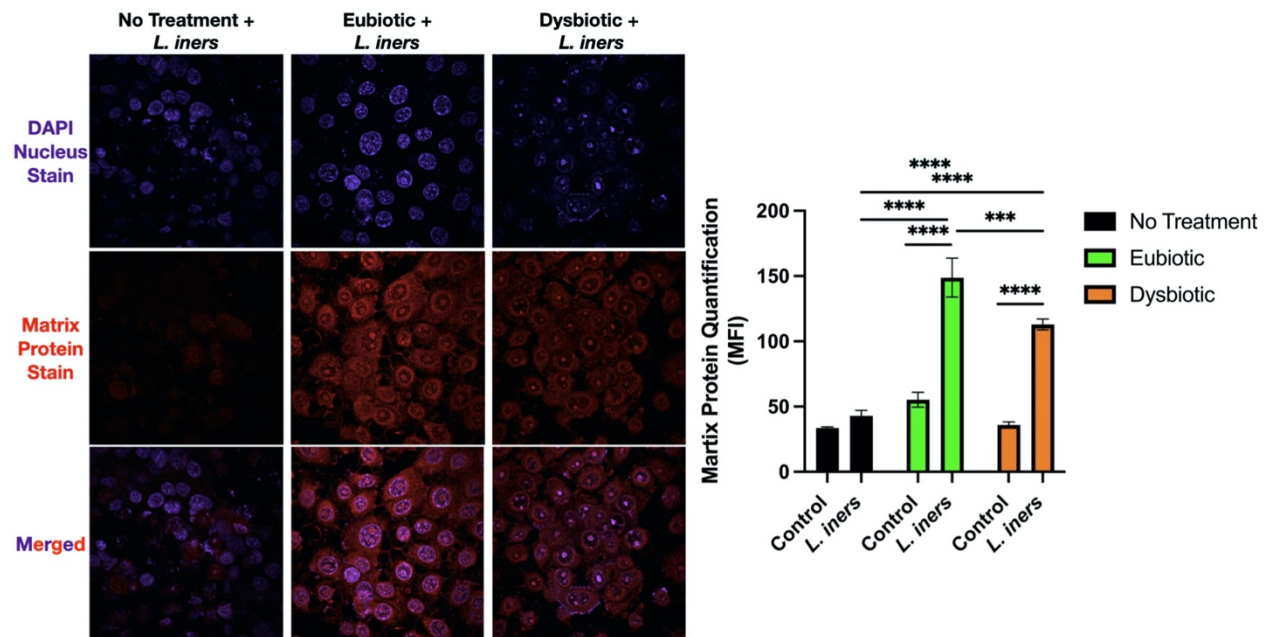 No Treatment +
L. iners
Eubiotic +
L. iners
Dysbiotic +
L. iners
DAPI
Nucleus
Stain
Matrix
Protein
Stain
Merged
Martix Protein Quantification
(MFI)
200
150
100
50
0
****
****
****
***
****
****
Control
L. iners
Control
L. iners
Control
L. iners
No Treatment
Eubiotic
Dysbiotic